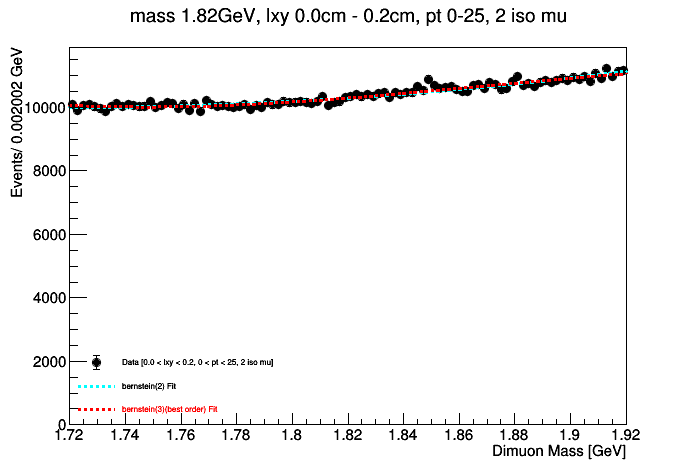 mass 1.82GeV, lxy 0.0cm - 0.2cm, pt 0-25, 2 iso mu
Events/ 0.002002 GeV
10000
8000
6000
4000
2000
0
Data [0.0 < lxy < 0.2, 0 < pt < 25, 2 iso mu]
bernstein(2) Fit
bernstein(3)(best order) Fit
1.72 1.74 1.76 1.78 1.8 1.82 1.84 1.86 1.88 1.9 1.92
Dimuon Mass [GeV]